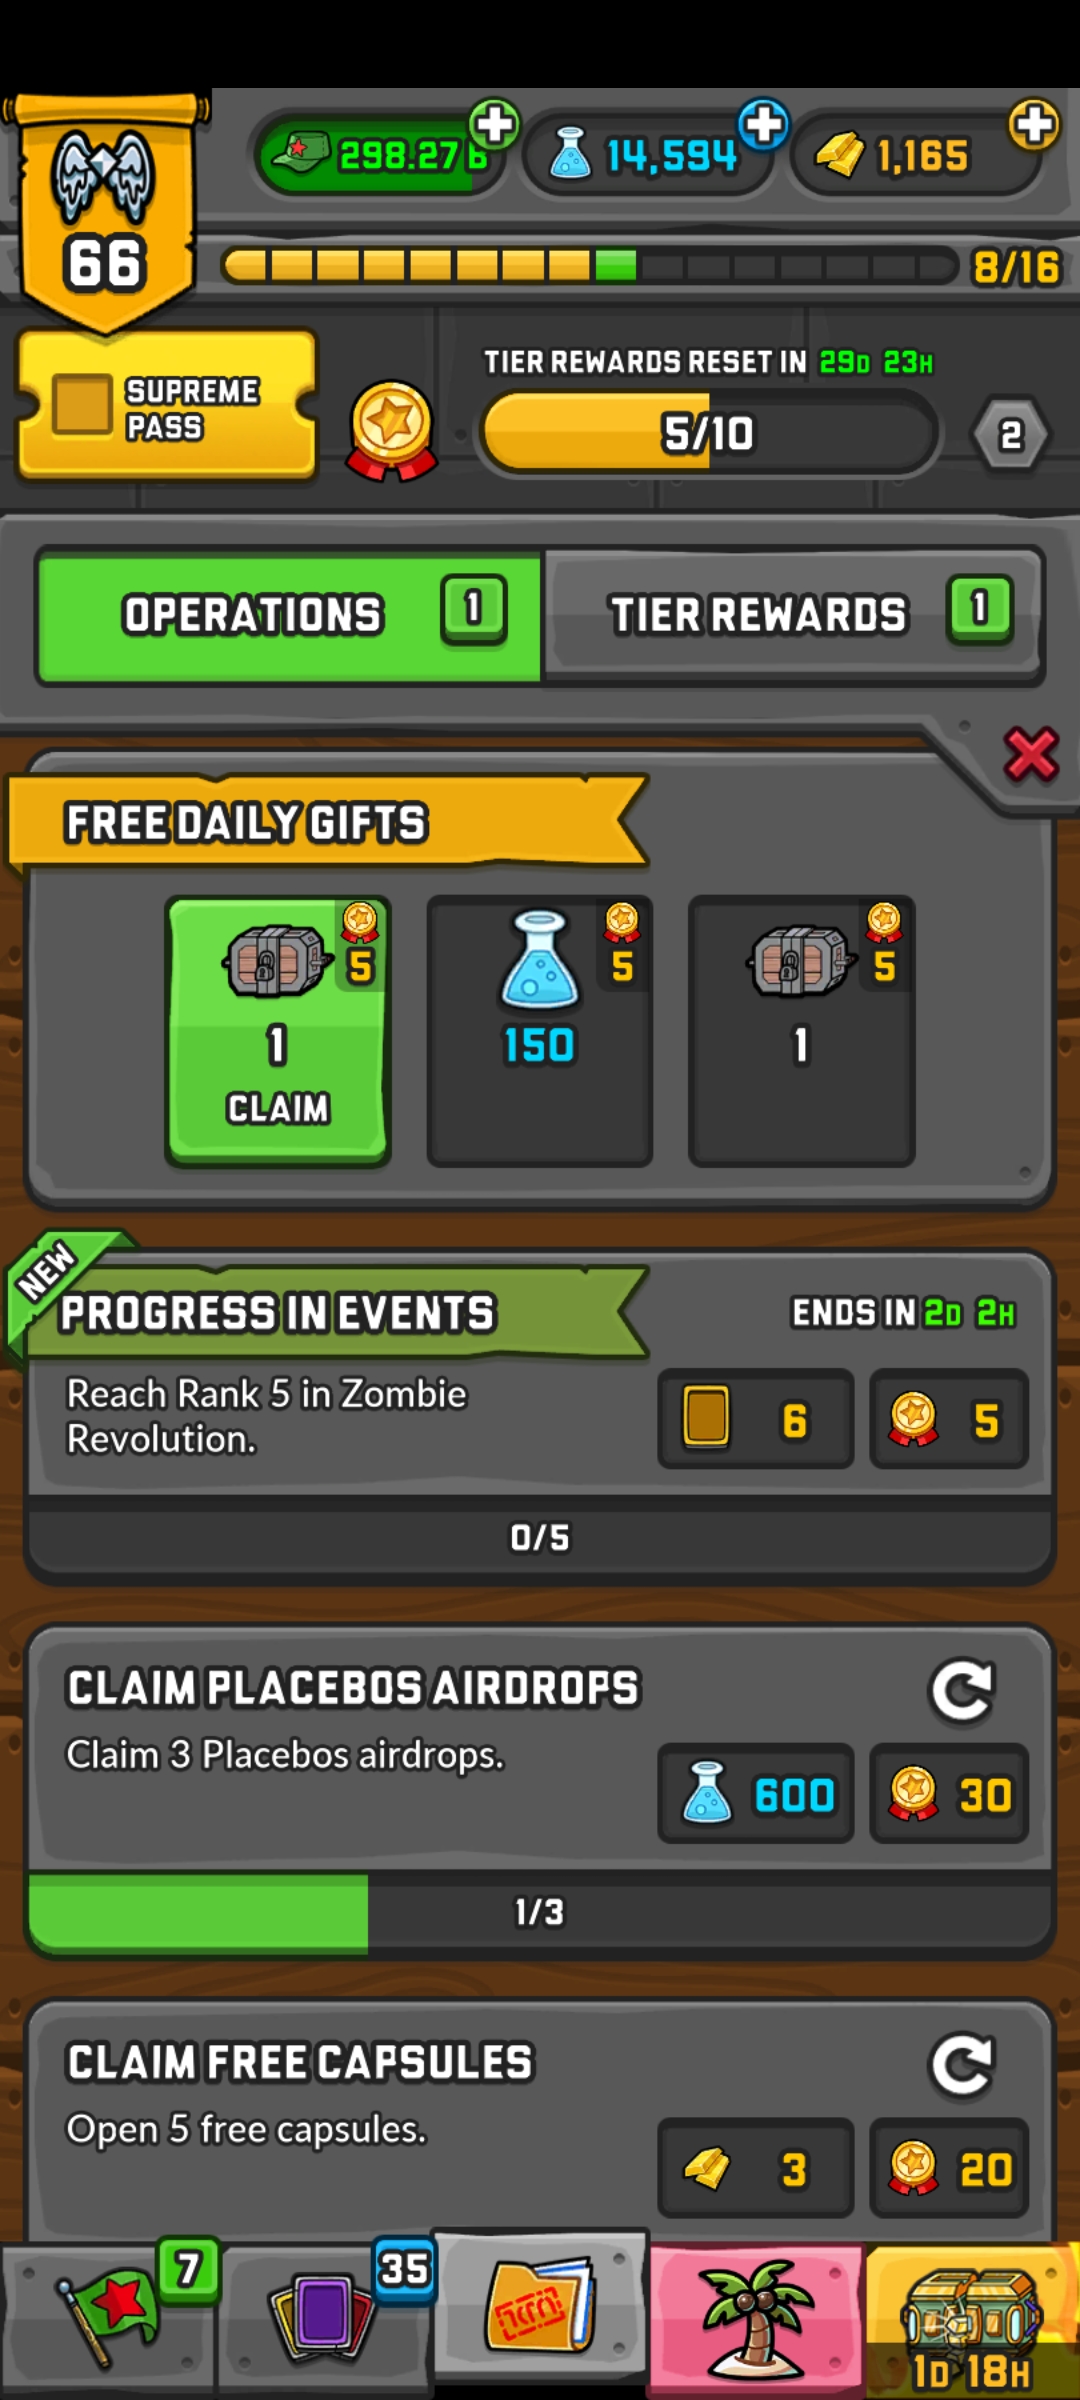 298.27 B
14,594
1,165
66
8/16
SUPREME
PASS
TIER REWARDS RESET IN 29D 23H
5/10
2
OPERATIONS 1
TIER REWARDS 1
FREE DAILY GIFTS
5
5
5
1
150
1
CLAIM
NEW
PROGRESS IN EVENTS
ENDS IN 2D 2H
Reach Rank 5 in Zombie
Revolution.
6
5
0/5
CLAIM PLACEBOS AIRDROPS
Claim 3 Placebos airdrops.
600
30
1/3
CLAIM FREE CAPSULES
Open 5 free capsules.
3
20
7
35
1D 18H